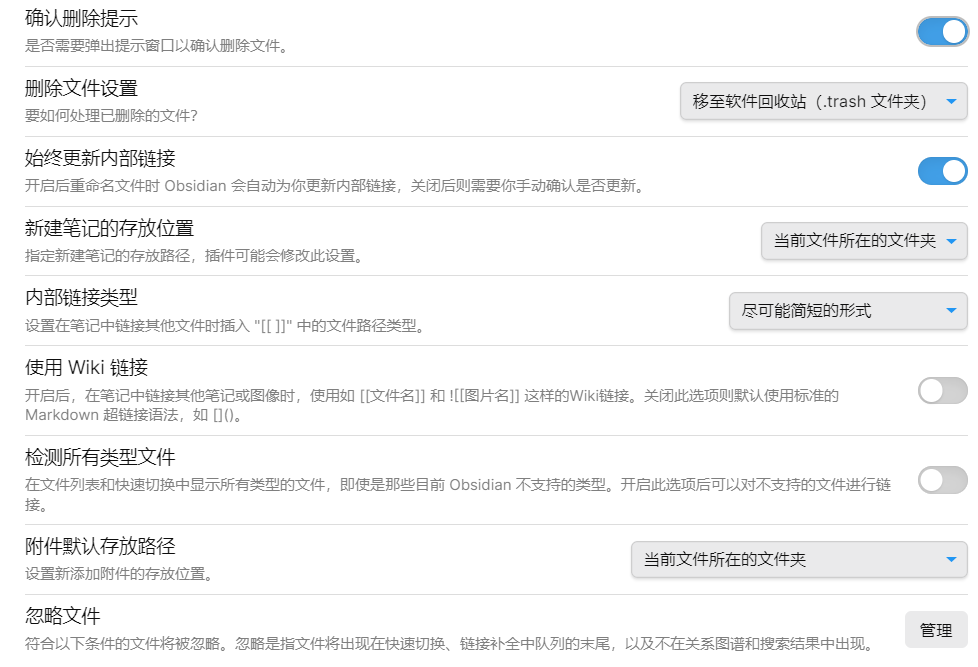 确认删除提示
是否需要弹出提示窗口以确认删除文件。
删除文件设置
要如何处理已删除的文件?
移至软件回收站（.trash 文件夹）
始终更新内部链接
开启后重命名文件时 Obsidian 会自动为你更新内部链接，关闭后则需要你手动确认是否更新。
新建笔记的存放位置
指定新建笔记的存放路径，插件可能会修改此设置。
当前文件所在的文件夹
内部链接类型
设置在笔记中链接其他文件时插入 "[[ ]]" 中的文件路径类型。
尽可能简短的形式
使用 Wiki 链接
开启后，在笔记中链接其他笔记或图像时，使用如 [[文件名]] 和 ![[图片名]] 这样的Wiki链接。关闭此选项则默认使用标准的
Markdown 超链接语法，如 []()。
检测所有类型文件
在文件列表和快速切换中显示所有类型的文件，即使是那些目前 Obsidian 不支持的类型。开启此选项后可以对不支持的文件进行链
接。
附件默认存放路径
设置新添加附件的存放位置。
当前文件所在的文件夹
忽略文件
符合以下条件的文件将被忽略。忽略是指文件将出现在快速切换、链接补全中队列的末尾，以及不在关系图谱和搜索结果中出现。
管理